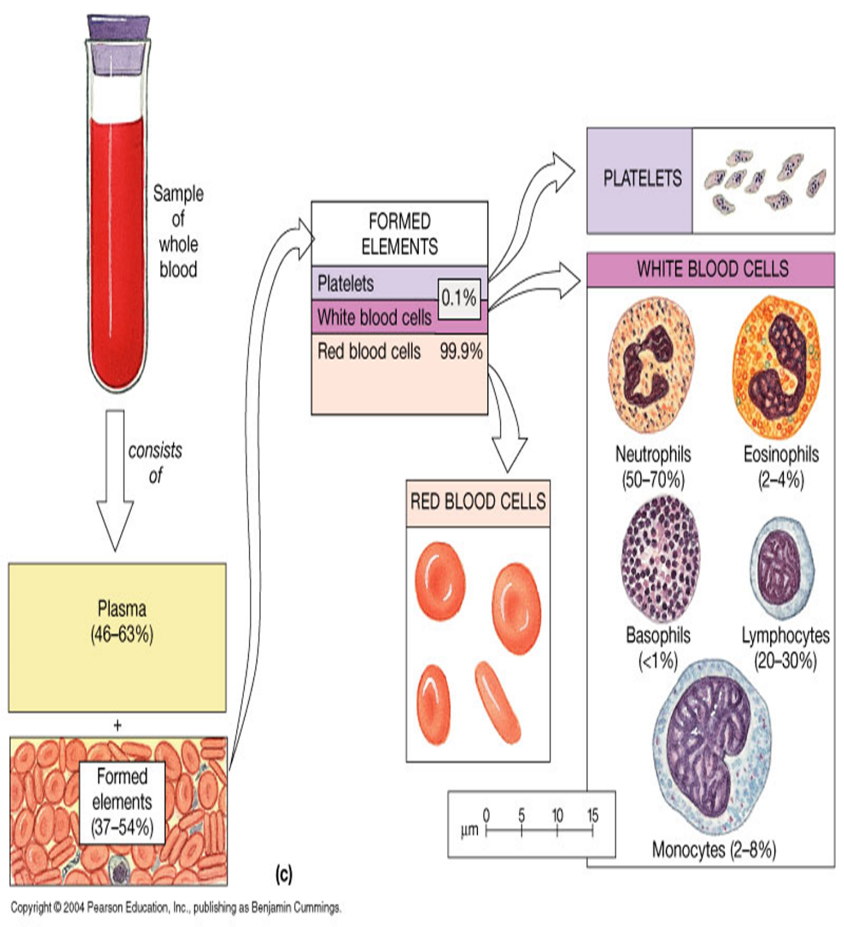 Sample
of
whole
blood
consists
of
Plasma
(46–63%)
+
Formed
elements
(37–54%)
FORMED
ELEMENTS
Platelets
0.1%
White blood cells
Red blood cells 99.9%
PLATELETS
WHITE BLOOD CELLS
Neutrophils
(50–70%)
Eosinophils
(2–4%)
Basophils
(<1%)
Lymphocytes
(20–30%)
Monocytes (2–8%)
RED BLOOD CELLS
0 5 10 15
µm
(c)
Copyright © 2004 Pearson Education, Inc., publishing as Benjamin Cummings.